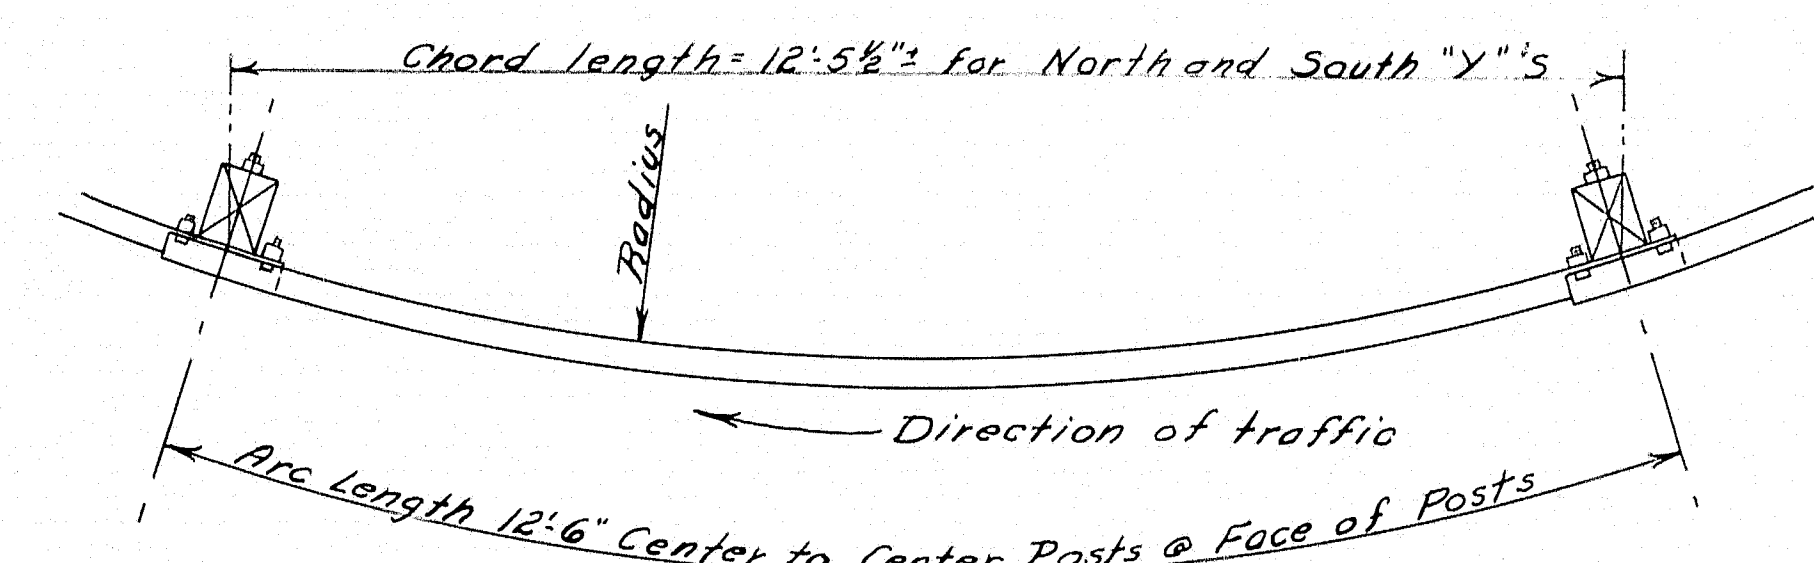 Chord length = 12'-5½"± for North and South "Y"'s
Radius
Direction of traffic
Arc Length 12'-6" Center to Center Posts @ Face of Posts